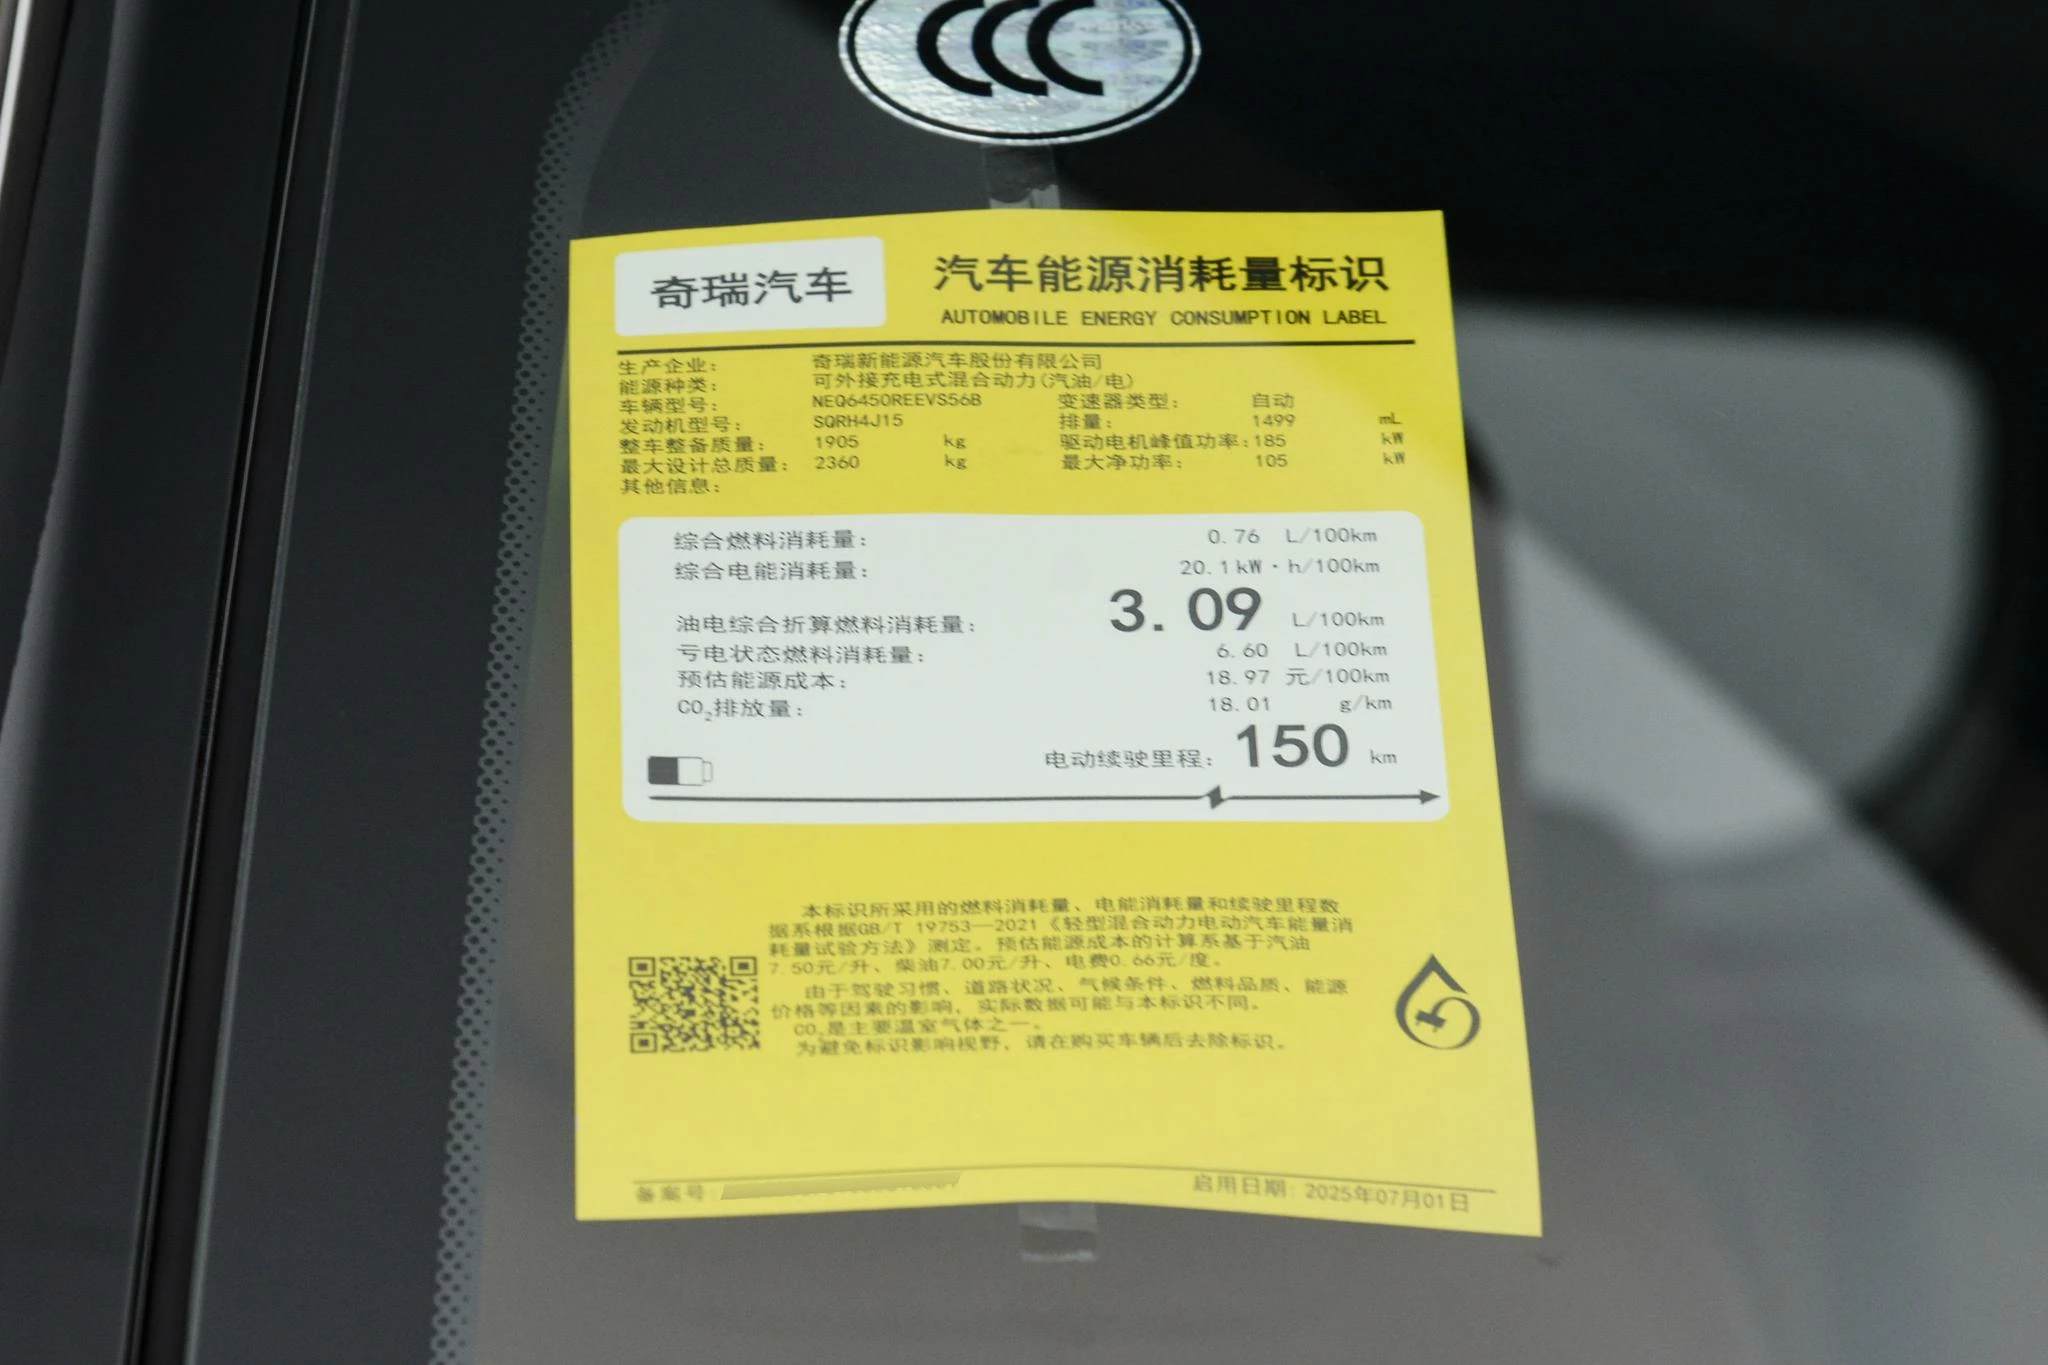 CCC
奇瑞汽车
汽车能源消耗量标识
AUTOMOBILE ENERGY CONSUMPTION LABEL
生产企业： 奇瑞新能源汽车股份有限公司
能源种类： 可外接充电式混合动力(汽油/电)
车辆型号： NEQ6450REEVS56B 变速器类型： 自动
发动机型号： SQRH4J15 排量： 1499 mL
整车整备质量： 1905 kg 驱动电机峰值功率：185 kW
最大设计总质量： 2360 kg 最大净功率： 105 kW
其他信息：
综合燃料消耗量： 0.76 L/100km
综合电能消耗量： 20.1 kW·h/100km
油电综合折算燃料消耗量： 3.09 L/100km
亏电状态燃料消耗量： 6.60 L/100km
预估能源成本： 18.97 元/100km
CO₂排放量： 18.01 g/km
电动续驶里程：150 km
本标识所采用的燃料消耗量、电能消耗量和续驶里程数
据系根据GB/T 19753—2021《轻型混合动力电动汽车能量消
耗量试验方法》测定。预估能源成本的计算系基于汽油
7.50元/升、柴油7.00元/升、电费0.66元/度。
由于驾驶习惯、道路状况、气候条件、燃料品质、能源
价格等因素的影响，实际数据可能与本标识不同。
CO₂是主要温室气体之一。
为避免标识影响视野，请在购买车辆后去除标识。
备案号：
启用日期：2025年07月01日